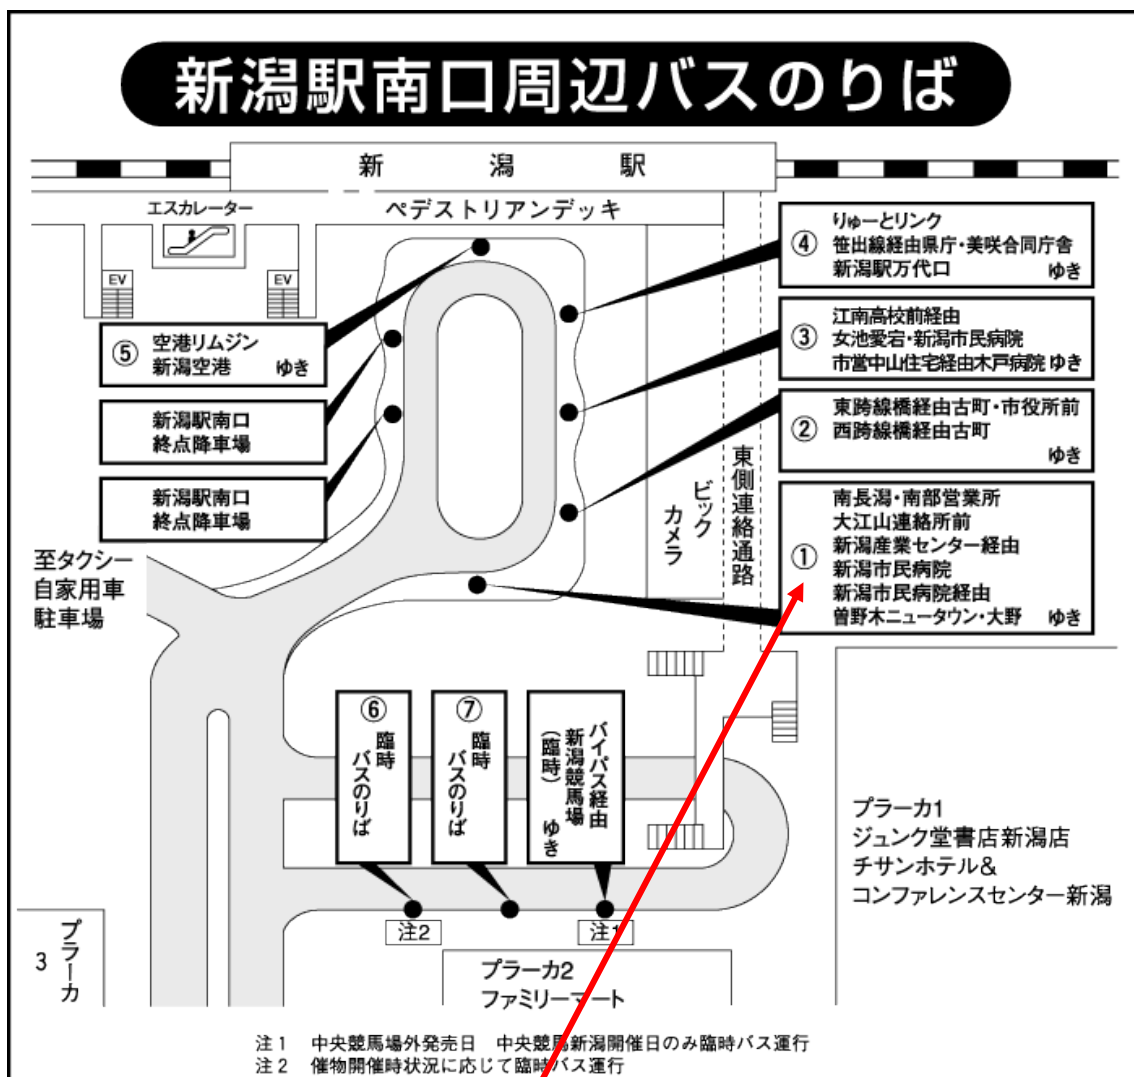 新潟駅南口周辺バスのりば
新潟駅
エスカレーター
ペデストリアンデッキ
EV
EV
④
りゅーとリンク
笹出線経由県庁・美咲合同庁舎
新潟駅万代口 ゆき
③
江南高校前経由
女池愛宕・新潟市民病院
市営中山住宅経由木戸病院 ゆき
②
東跨線橋経由古町・市役所前
西跨線橋経由古町
ゆき
①
南長潟・南部営業所
大江山連絡所前
新潟産業センター経由
新潟市民病院
新潟市民病院経由
曽野木ニュータウン・大野 ゆき
⑤
空港リムジン
新潟空港 ゆき
新潟駅南口
終点降車場
新潟駅南口
終点降車場
東側連絡通路
ビック
カメラ
至タクシー
自家用車
駐車場
⑥
臨時
バスのりば
⑦
臨時
バスのりば
バイパス経由
新潟競馬場
(臨時) ゆき
注2
注1
プラーカ1
ジュンク堂書店新潟店
チサンホテル&
コンファレンスセンター新潟
プラーカ
3
プラーカ2
ファミリーマート
注1 中央競馬場外発売日 中央競馬新潟開催日のみ臨時バス運行
注2 催物開催時状況に応じて臨時バス運行